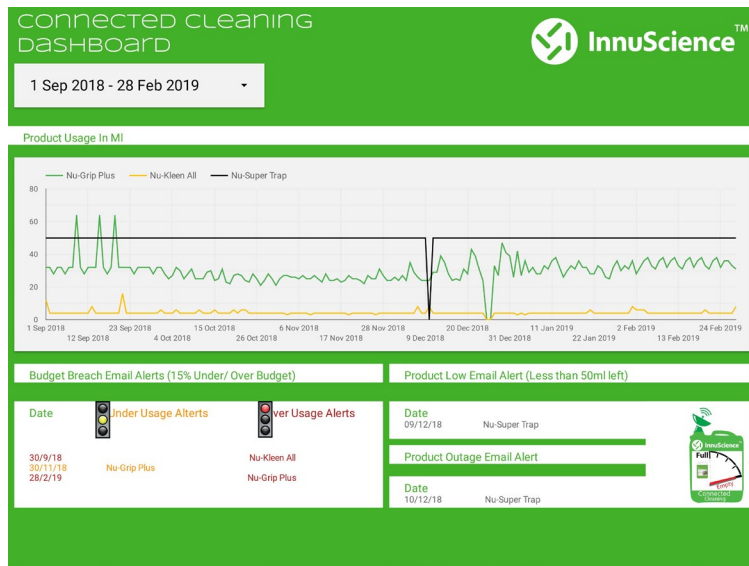 connected cleaning
dashboard
InnuScience™
1 Sep 2018 - 28 Feb 2019
Product Usage In Ml
Nu-Grip Plus Nu-Kleen All Nu-Super Trap
80
60
40
20
0
1 Sep 2018 23 Sep 2018 15 Oct 2018 6 Nov 2018 28 Nov 2018 20 Dec 2018 11 Jan 2019 2 Feb 2019 24 Feb 2019
12 Sep 2018 4 Oct 2018 26 Oct 2018 17 Nov 2018 9 Dec 2018 31 Dec 2018 22 Jan 2019 13 Feb 2019
Budget Breach Email Alerts (15% Under/ Over Budget)
Date nder Usage Alterts ver Usage Alerts
30/9/18 Nu-Kleen All
30/11/18 Nu-Grip Plus
28/2/19 Nu-Grip Plus
Product Low Email Alert (Less than 50ml left)
Date
09/12/18 Nu-Super Trap
Product Outage Email Alert
Date
10/12/18 Nu-Super Trap
InnuScience
Full
Empty
Connected
Cleaning